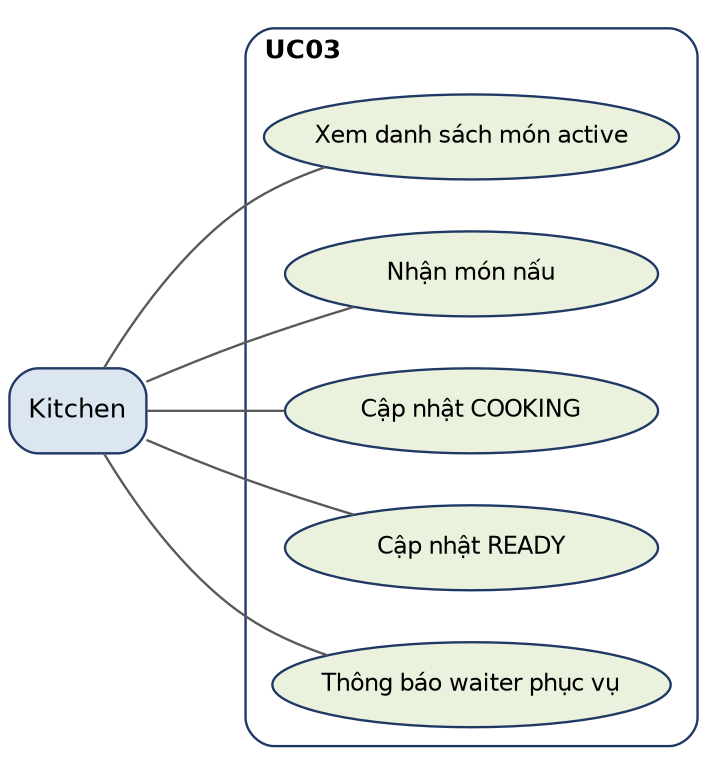 UC03
Xem danh sách món active
Nhận món nấu
Kitchen
Cập nhật COOKING
Cập nhật READY
Thông báo waiter phục vụ